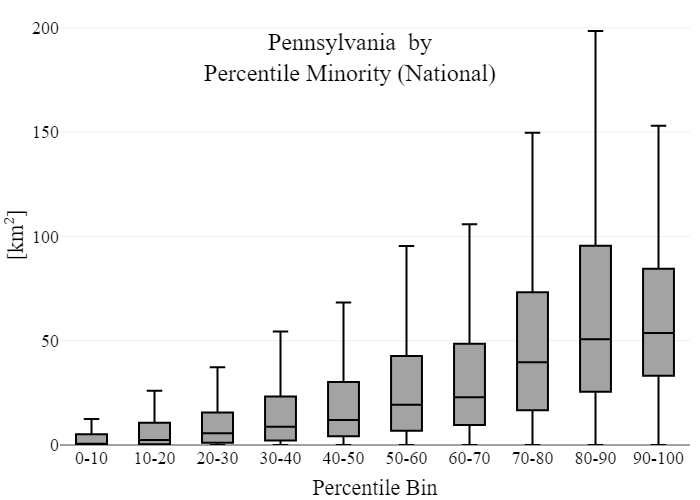 Pennsylvania by
Percentile Minority (National)
200
150
100
50
0
[km²]
0-10 10-20 20-30 30-40 40-50 50-60 60-70 70-80 80-90 90-100
Percentile Bin